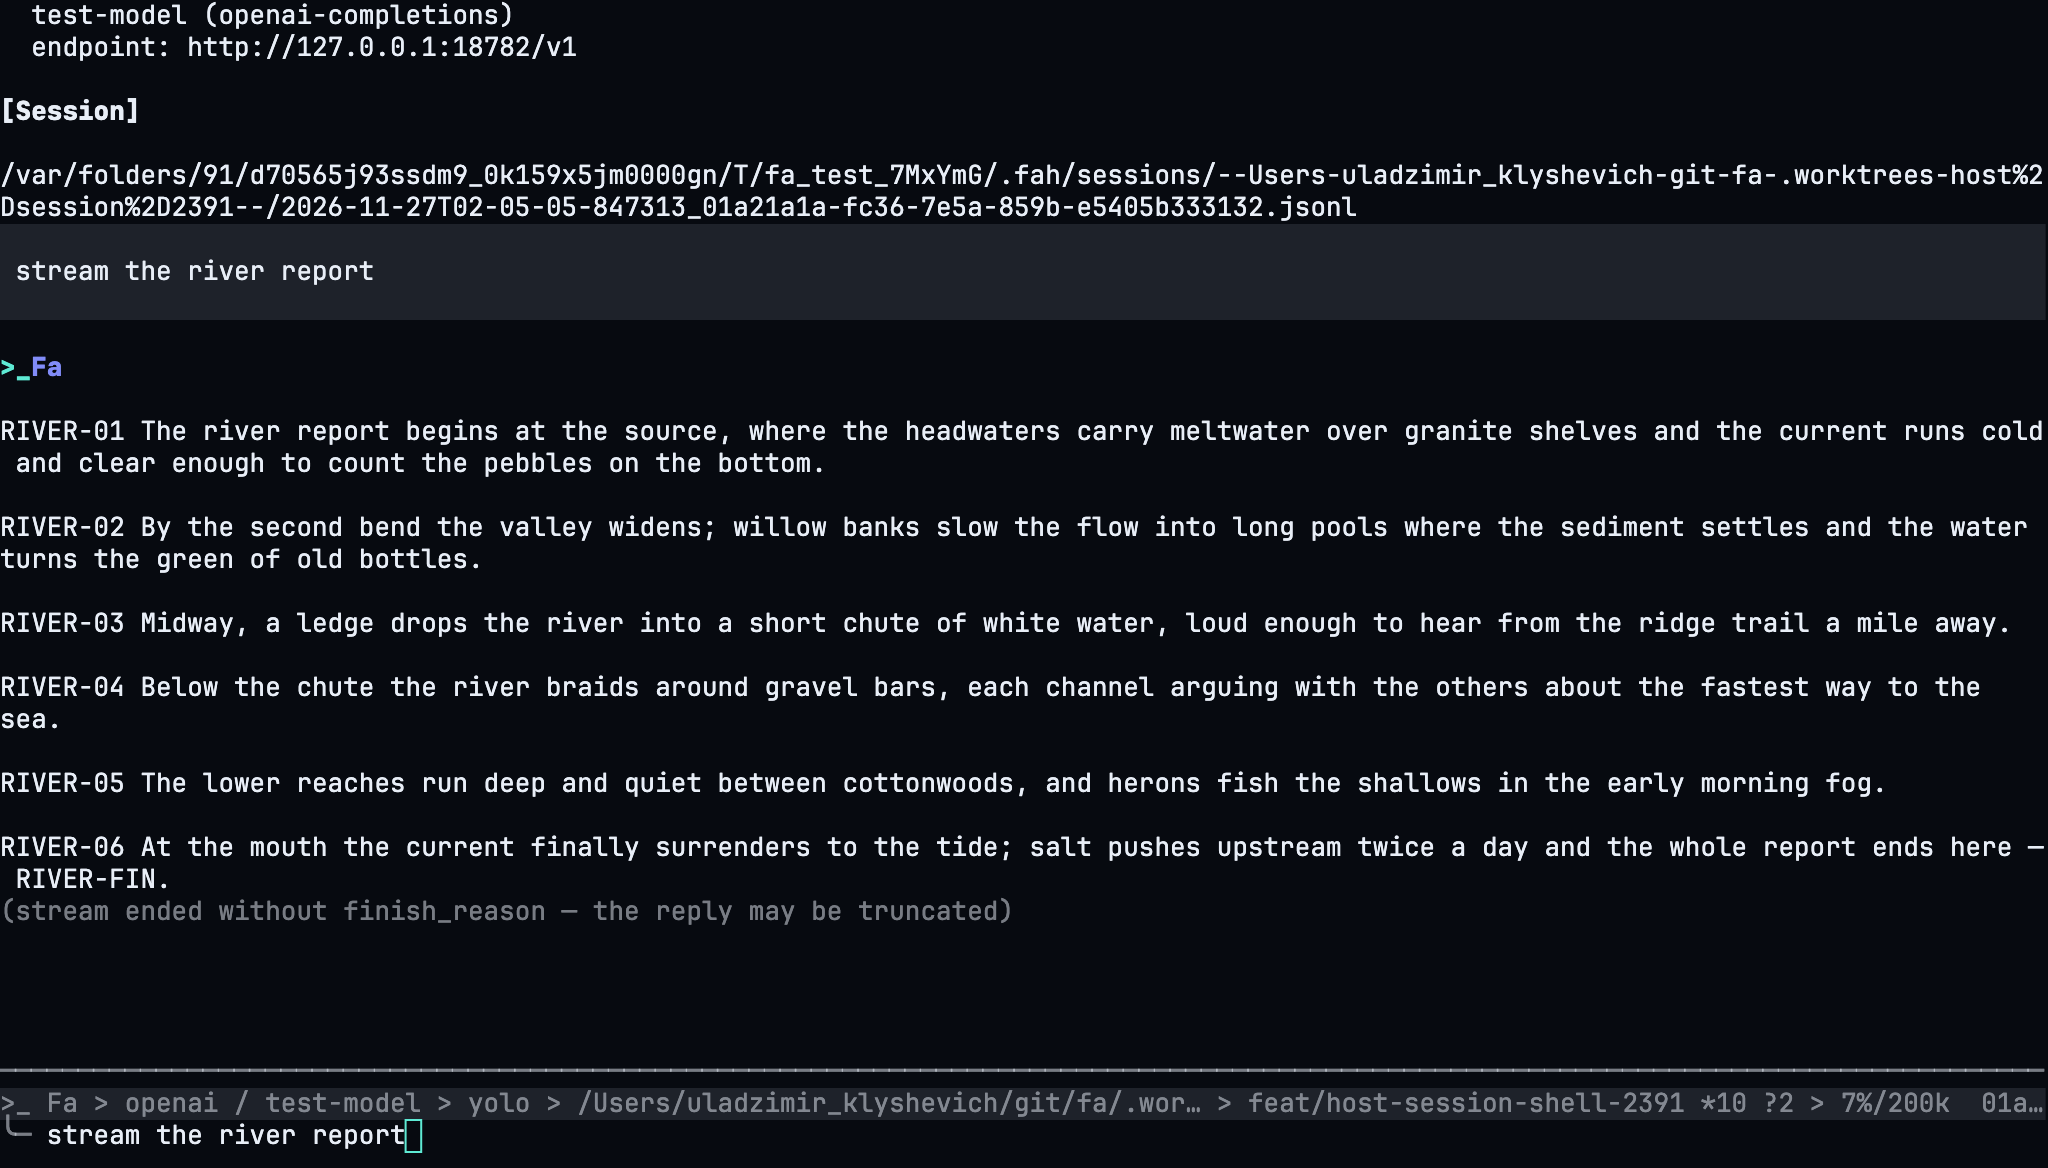 test-model (openai-completions)
endpoint: http://127.0.0.1:18782/v1
[Session]
/var/folders/91/d70565j93ssdm9_0k159x5jm0000gn/T/fa_test_7MxYmG/.fah/sessions/--Users-uladzimir_klyshevich-git-fa-.worktrees-host%2
Dsession%2D2391--/2026-11-27T02-05-05-847313_01a21a1a-fc36-7e5a-859b-e5405b333132.jsonl
stream the river report
>_Fa
RIVER-01 The river report begins at the source, where the headwaters carry meltwater over granite shelves and the current runs cold
and clear enough to count the pebbles on the bottom.
RIVER-02 By the second bend the valley widens; willow banks slow the flow into long pools where the sediment settles and the water
turns the green of old bottles.
RIVER-03 Midway, a ledge drops the river into a short chute of white water, loud enough to hear from the ridge trail a mile away.
RIVER-04 Below the chute the river braids around gravel bars, each channel arguing with the others about the fastest way to the
sea.
RIVER-05 The lower reaches run deep and quiet between cottonwoods, and herons fish the shallows in the early morning fog.
RIVER-06 At the mouth the current finally surrenders to the tide; salt pushes upstream twice a day and the whole report ends here —
RIVER-FIN.
(stream ended without finish_reason — the reply may be truncated)
>_ Fa > openai / test-model > yolo > /Users/uladzimir_klyshevich/git/fa/.wor… > feat/host-session-shell-2391 *10 ?2 > 7%/200k 01a…
stream the river report